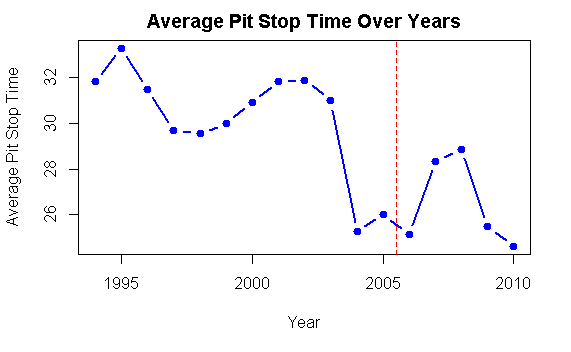 Average Pit Stop Time Over Years
Average Pit Stop Time
32
30
28
26
1995 2000 2005 2010
Year